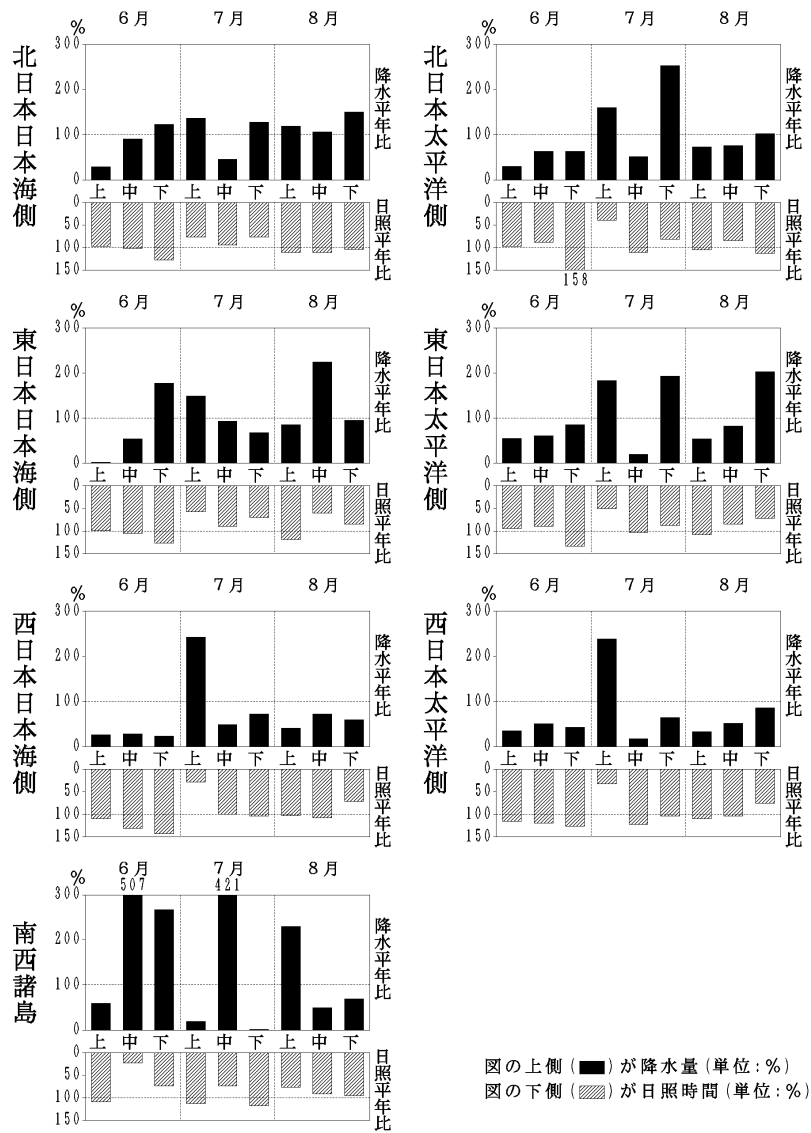 北日本日本海側
% 6月 7月 8月
300
200
100
0
降水平年比
上 中 下 上 中 下 上 中 下
0
50
100
150
日照平年比
北日本太平洋側
% 6月 7月 8月
300
200
100
0
降水平年比
上 中 下 上 中 下 上 中 下
0
50
100
150
158
日照平年比
東日本日本海側
% 6月 7月 8月
300
200
100
0
降水平年比
上 中 下 上 中 下 上 中 下
0
50
100
150
日照平年比
東日本太平洋側
% 6月 7月 8月
300
200
100
0
降水平年比
上 中 下 上 中 下 上 中 下
0
50
100
150
日照平年比
西日本日本海側
% 6月 7月 8月
300
200
100
0
降水平年比
上 中 下 上 中 下 上 中 下
0
50
100
150
日照平年比
西日本太平洋側
% 6月 7月 8月
300
200
100
0
降水平年比
上 中 下 上 中 下 上 中 下
0
50
100
150
日照平年比
南西諸島
% 6月 7月 8月
507 421
300
200
100
0
降水平年比
上 中 下 上 中 下 上 中 下
0
50
100
150
日照平年比
図の上側(■)が降水量(単位:%)
図の下側(▨)が日照時間(単位:%)